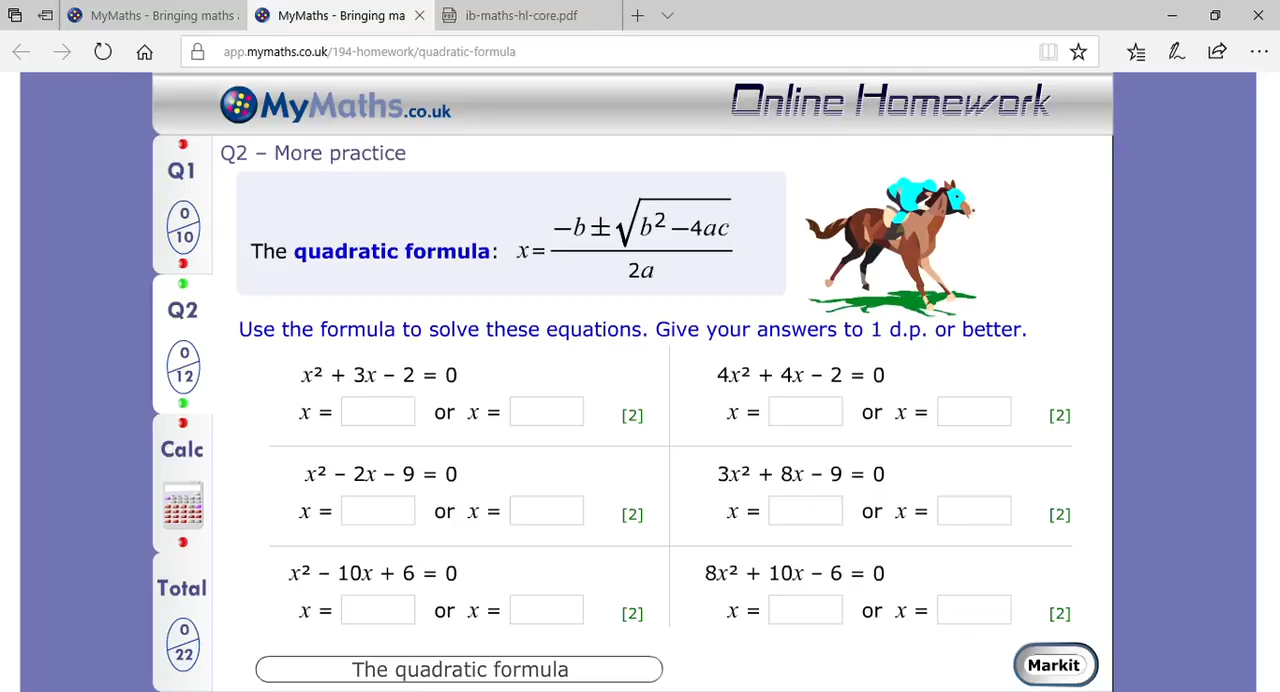 MyMaths - Bringing maths
MyMaths - Bringing ma
ib-maths-hl-core.pdf
app.mymaths.co.uk/194-homework/quadratic-formula
MyMaths.co.uk
Online Homework
Q1
0
10
Q2
0
12
Calc
Total
0
22
Q2 – More practice
The quadratic formula: x = (−b ± √(b² − 4ac)) / 2a
Use the formula to solve these equations. Give your answers to 1 d.p. or better.
x² + 3x − 2 = 0
x = or x = [2]
4x² + 4x − 2 = 0
x = or x = [2]
x² − 2x − 9 = 0
x = or x = [2]
3x² + 8x − 9 = 0
x = or x = [2]
x² − 10x + 6 = 0
x = or x = [2]
8x² + 10x − 6 = 0
x = or x = [2]
The quadratic formula
Markit